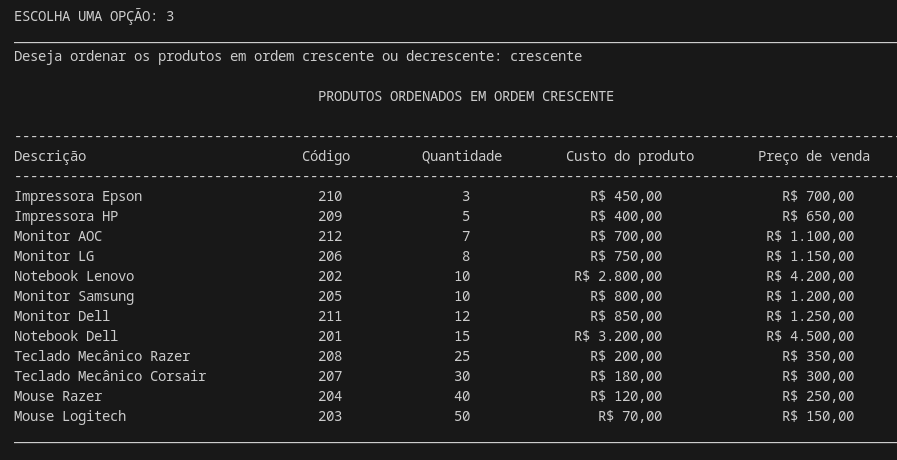 ESCOLHA UMA OPÇÃO: 3
Deseja ordenar os produtos em ordem crescente ou decrescente: crescente
PRODUTOS ORDENADOS EM ORDEM CRESCENTE
Descrição Código Quantidade Custo do produto Preço de venda
Impressora Epson 210 3 R$ 450,00 R$ 700,00
Impressora HP 209 5 R$ 400,00 R$ 650,00
Monitor AOC 212 7 R$ 700,00 R$ 1.100,00
Monitor LG 206 8 R$ 750,00 R$ 1.150,00
Notebook Lenovo 202 10 R$ 2.800,00 R$ 4.200,00
Monitor Samsung 205 10 R$ 800,00 R$ 1.200,00
Monitor Dell 211 12 R$ 850,00 R$ 1.250,00
Notebook Dell 201 15 R$ 3.200,00 R$ 4.500,00
Teclado Mecânico Razer 208 25 R$ 200,00 R$ 350,00
Teclado Mecânico Corsair 207 30 R$ 180,00 R$ 300,00
Mouse Razer 204 40 R$ 120,00 R$ 250,00
Mouse Logitech 203 50 R$ 70,00 R$ 150,00